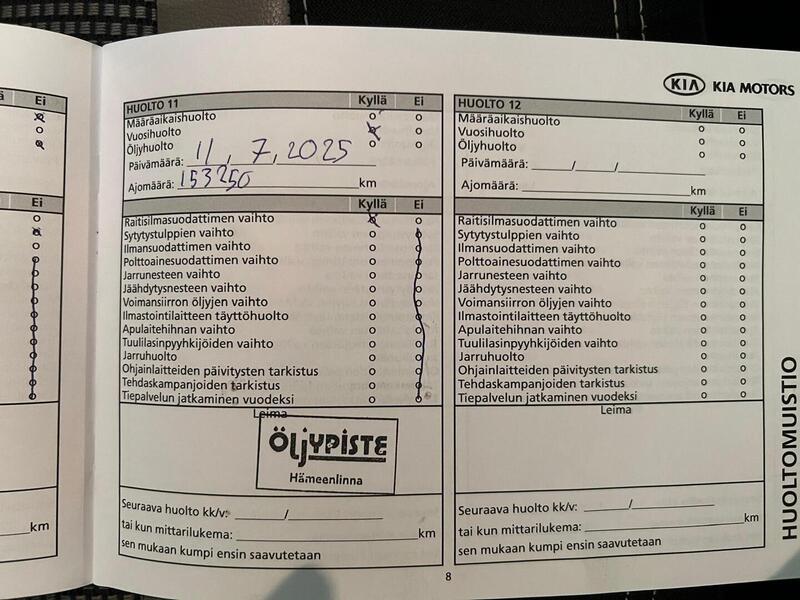 Ei
km
KIA KIA MOTORS
HUOLTO 11 Kyllä Ei
Määräaikaishuolto
Vuosihuolto
Öljyhuolto
Päivämäärä: 11, 7, 2025
Ajomäärä: 153250 km
Kyllä Ei
Raitisilmasuodattimen vaihto
Sytytystulppien vaihto
Ilmansuodattimen vaihto
Polttoainesuodattimen vaihto
Jarrunesteen vaihto
Jäähdytysnesteen vaihto
Voimansiirron öljyjen vaihto
Ilmastointilaitteen täyttöhuolto
Apulaitehihnan vaihto
Tuulilasinpyyhkijöiden vaihto
Jarruhuolto
Ohjainlaitteiden päivitysten tarkistus
Tehdaskampanjoiden tarkistus
Tiepalvelun jatkaminen vuodeksi
Leima
ÖLJYPISTE
Hämeenlinna
Seuraava huolto kk/v: /
tai kun mittarilukema: km
sen mukaan kumpi ensin saavutetaan
HUOLTO 12 Kyllä Ei
Määräaikaishuolto
Vuosihuolto
Öljyhuolto
Päivämäärä: / /
Ajomäärä: km
Kyllä Ei
Raitisilmasuodattimen vaihto
Sytytystulppien vaihto
Ilmansuodattimen vaihto
Polttoainesuodattimen vaihto
Jarrunesteen vaihto
Jäähdytysnesteen vaihto
Voimansiirron öljyjen vaihto
Ilmastointilaitteen täyttöhuolto
Apulaitehihnan vaihto
Tuulilasinpyyhkijöiden vaihto
Jarruhuolto
Ohjainlaitteiden päivitysten tarkistus
Tehdaskampanjoiden tarkistus
Tiepalvelun jatkaminen vuodeksi
Leima
Seuraava huolto kk/v: /
tai kun mittarilukema: km
sen mukaan kumpi ensin saavutetaan
HUOLTOMUISTIO
8